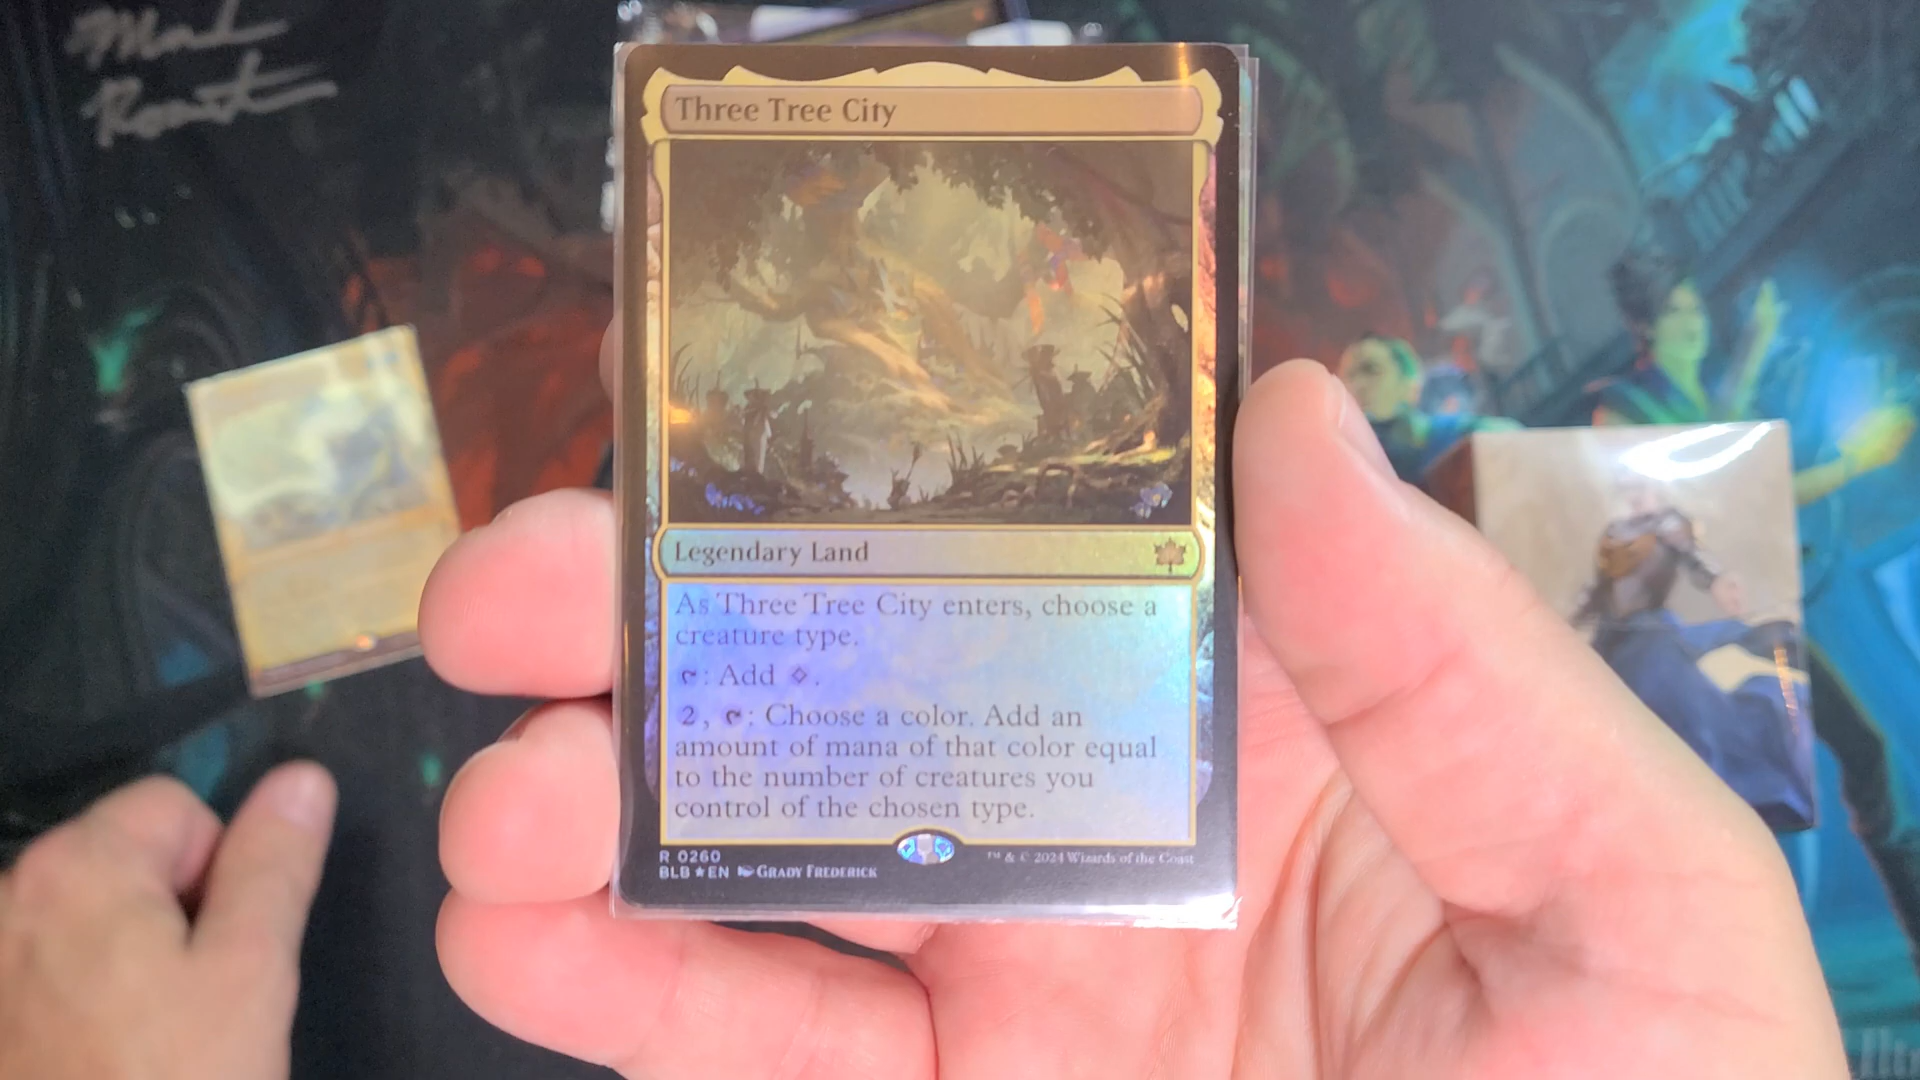 Three Tree City
Legendary Land
As Three Tree City enters, choose a
creature type.
: Add .
2, : Choose a color. Add an
amount of mana of that color equal
to the number of creatures you
control of the chosen type.
R 0260
BLB★EN GRADY FREDERICK
™ & © 2024 Wizards of the Coast